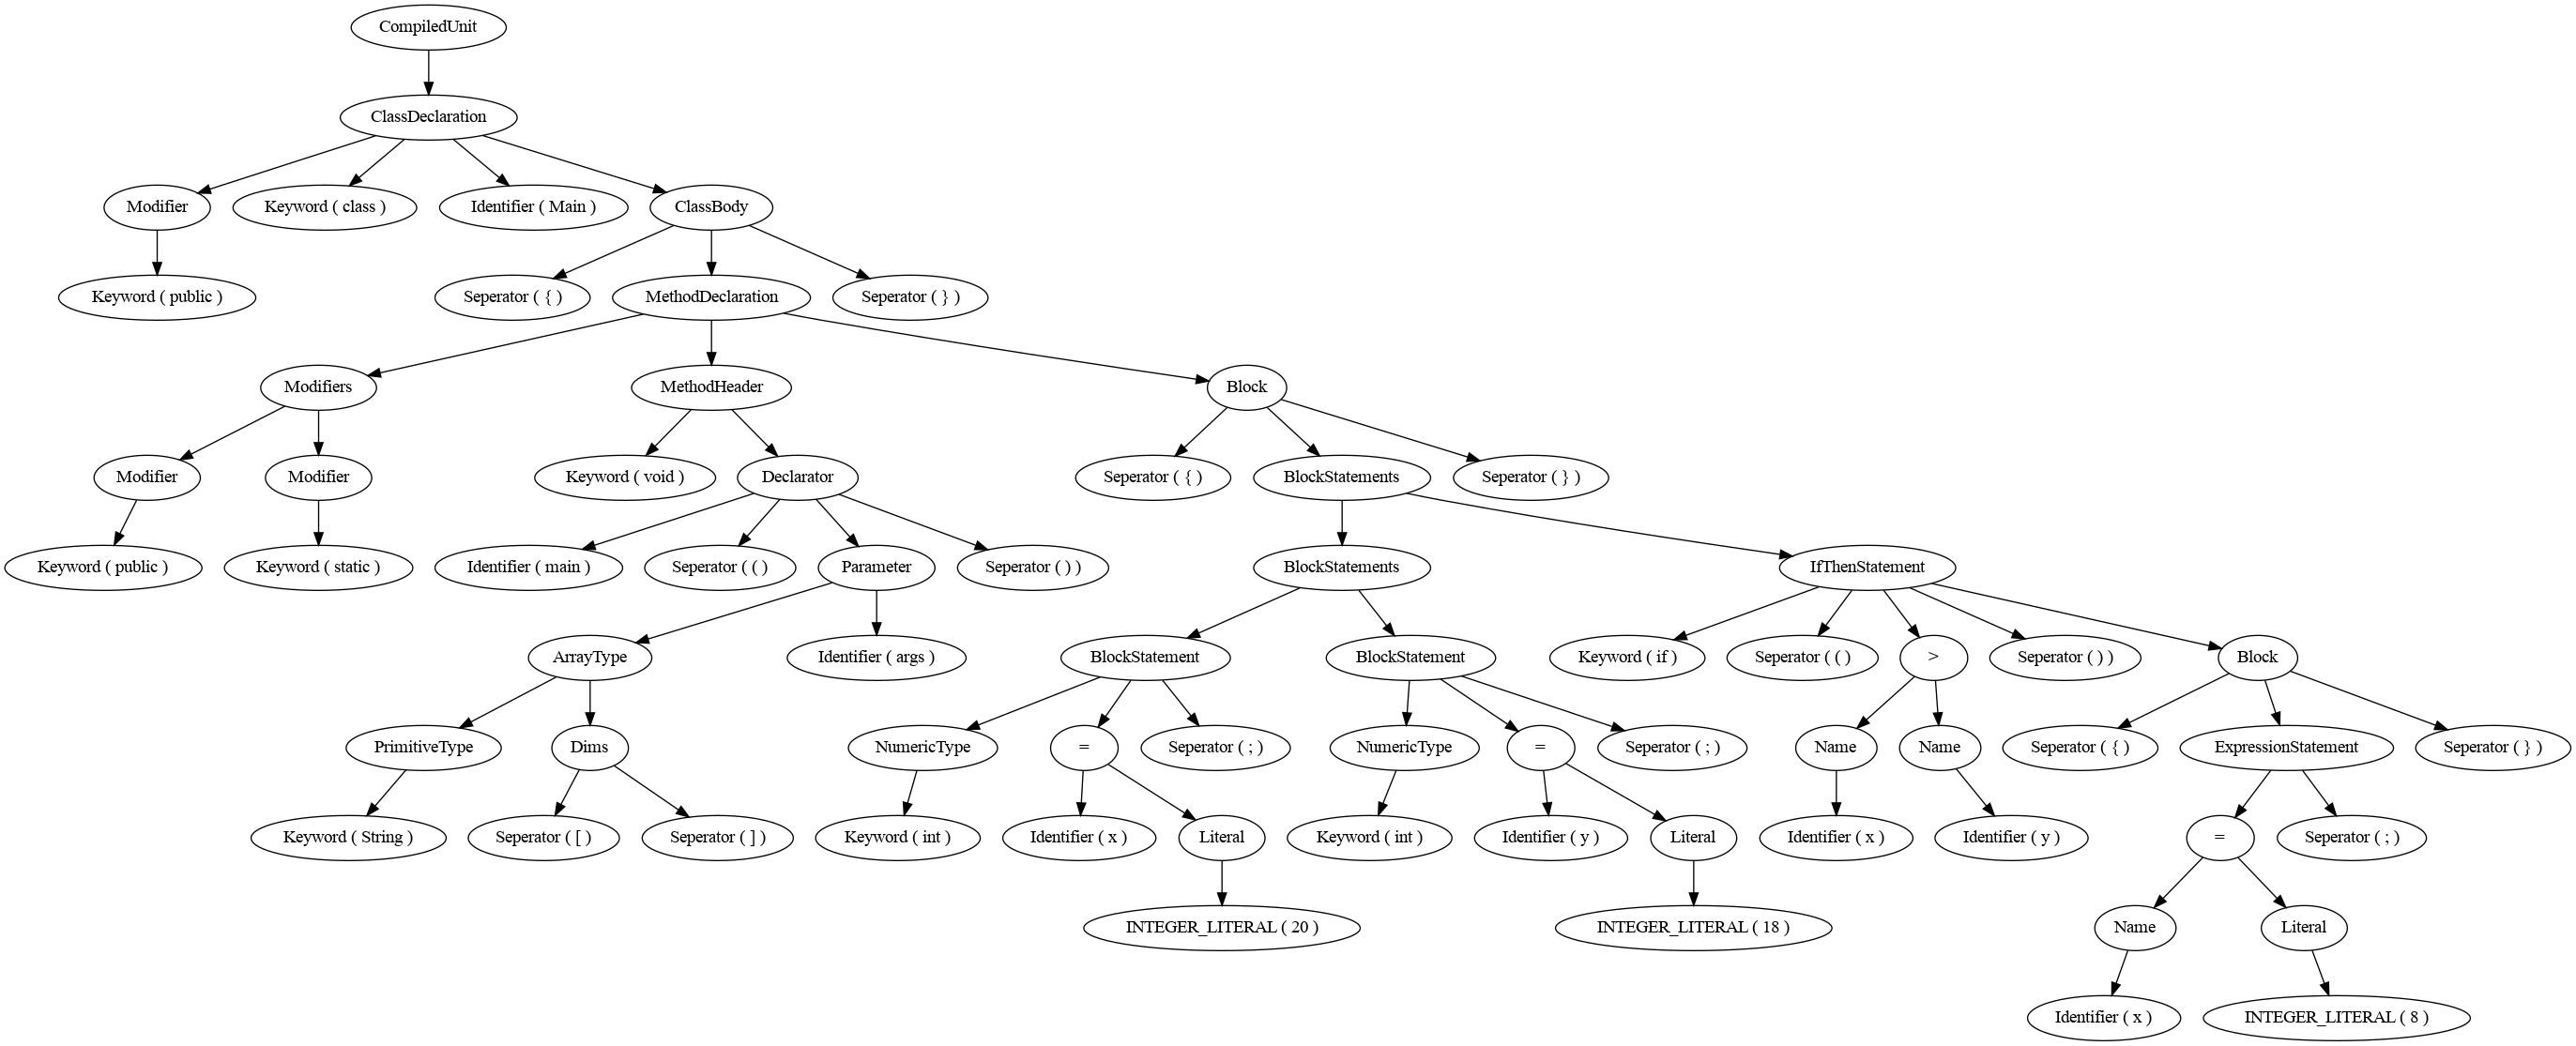 CompiledUnit
ClassDeclaration
Modifier
Keyword ( class )
Identifier ( Main )
ClassBody
Keyword ( public )
Seperator ( { )
MethodDeclaration
Seperator ( } )
Modifiers
MethodHeader
Block
Modifier
Modifier
Keyword ( void )
Declarator
Seperator ( { )
BlockStatements
Seperator ( } )
Keyword ( public )
Keyword ( static )
Identifier ( main )
Seperator ( ( )
Parameter
Seperator ( ) )
BlockStatements
IfThenStatement
ArrayType
Identifier ( args )
BlockStatement
BlockStatement
Keyword ( if )
Seperator ( ( )
>
Seperator ( ) )
Block
PrimitiveType
Dims
NumericType
=
Seperator ( ; )
NumericType
=
Seperator ( ; )
Name
Name
Seperator ( { )
ExpressionStatement
Seperator ( } )
Keyword ( String )
Seperator ( [ )
Seperator ( ] )
Keyword ( int )
Identifier ( x )
Literal
Keyword ( int )
Identifier ( y )
Literal
Identifier ( x )
Identifier ( y )
=
Seperator ( ; )
INTEGER_LITERAL ( 20 )
INTEGER_LITERAL ( 18 )
Name
Literal
Identifier ( x )
INTEGER_LITERAL ( 8 )